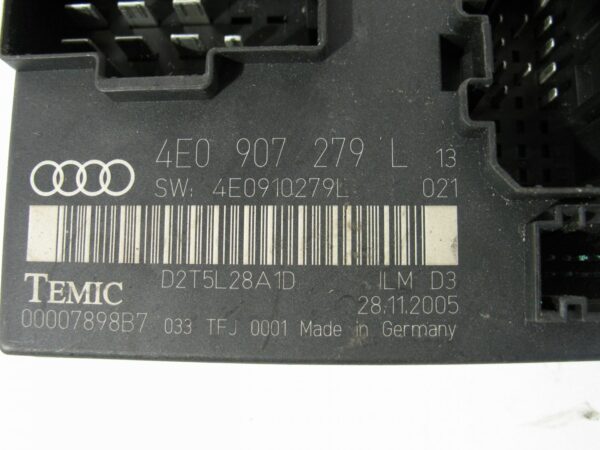 4E0 907 279 L 13
SW: 4E0910279L 021
D2T5L28A1D ILM D3
TEMIC 28.11.2005
00007898B7 033 TFJ 0001 Made in Germany